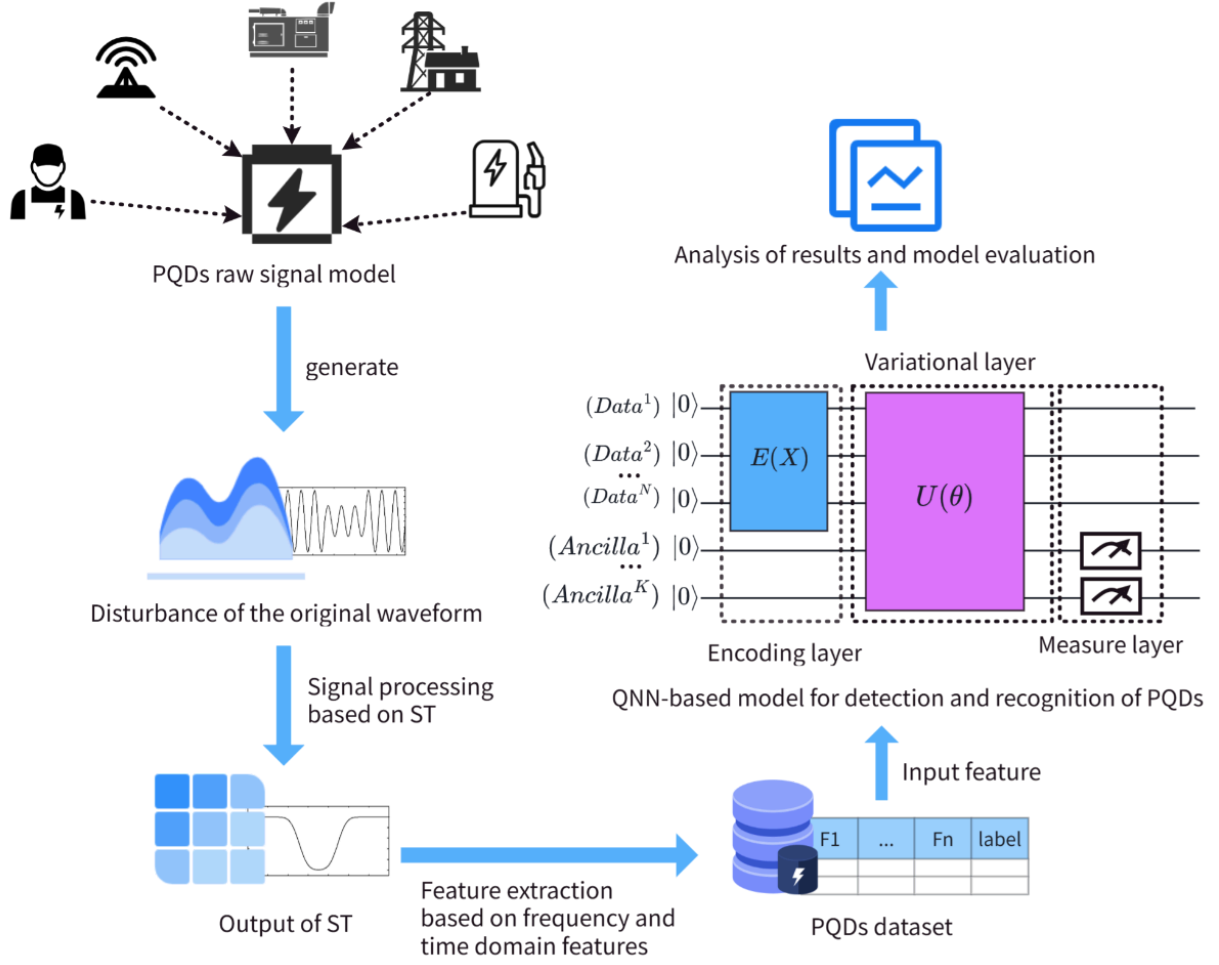 PQDs raw signal model
generate
Disturbance of the original waveform
Signal processing
based on ST
Output of ST
Feature extraction
based on frequency and
time domain features
F1 ... Fn label
PQDs dataset
Input feature
QNN-based model for detection and recognition of PQDs
Encoding layer
Measure layer
Variational layer
(Data¹) |0⟩
(Data²) |0⟩
...
(Dataᴺ) |0⟩
(Ancilla¹) |0⟩
...
(Ancillaᴷ) |0⟩
E(X)
U(θ)
Analysis of results and model evaluation